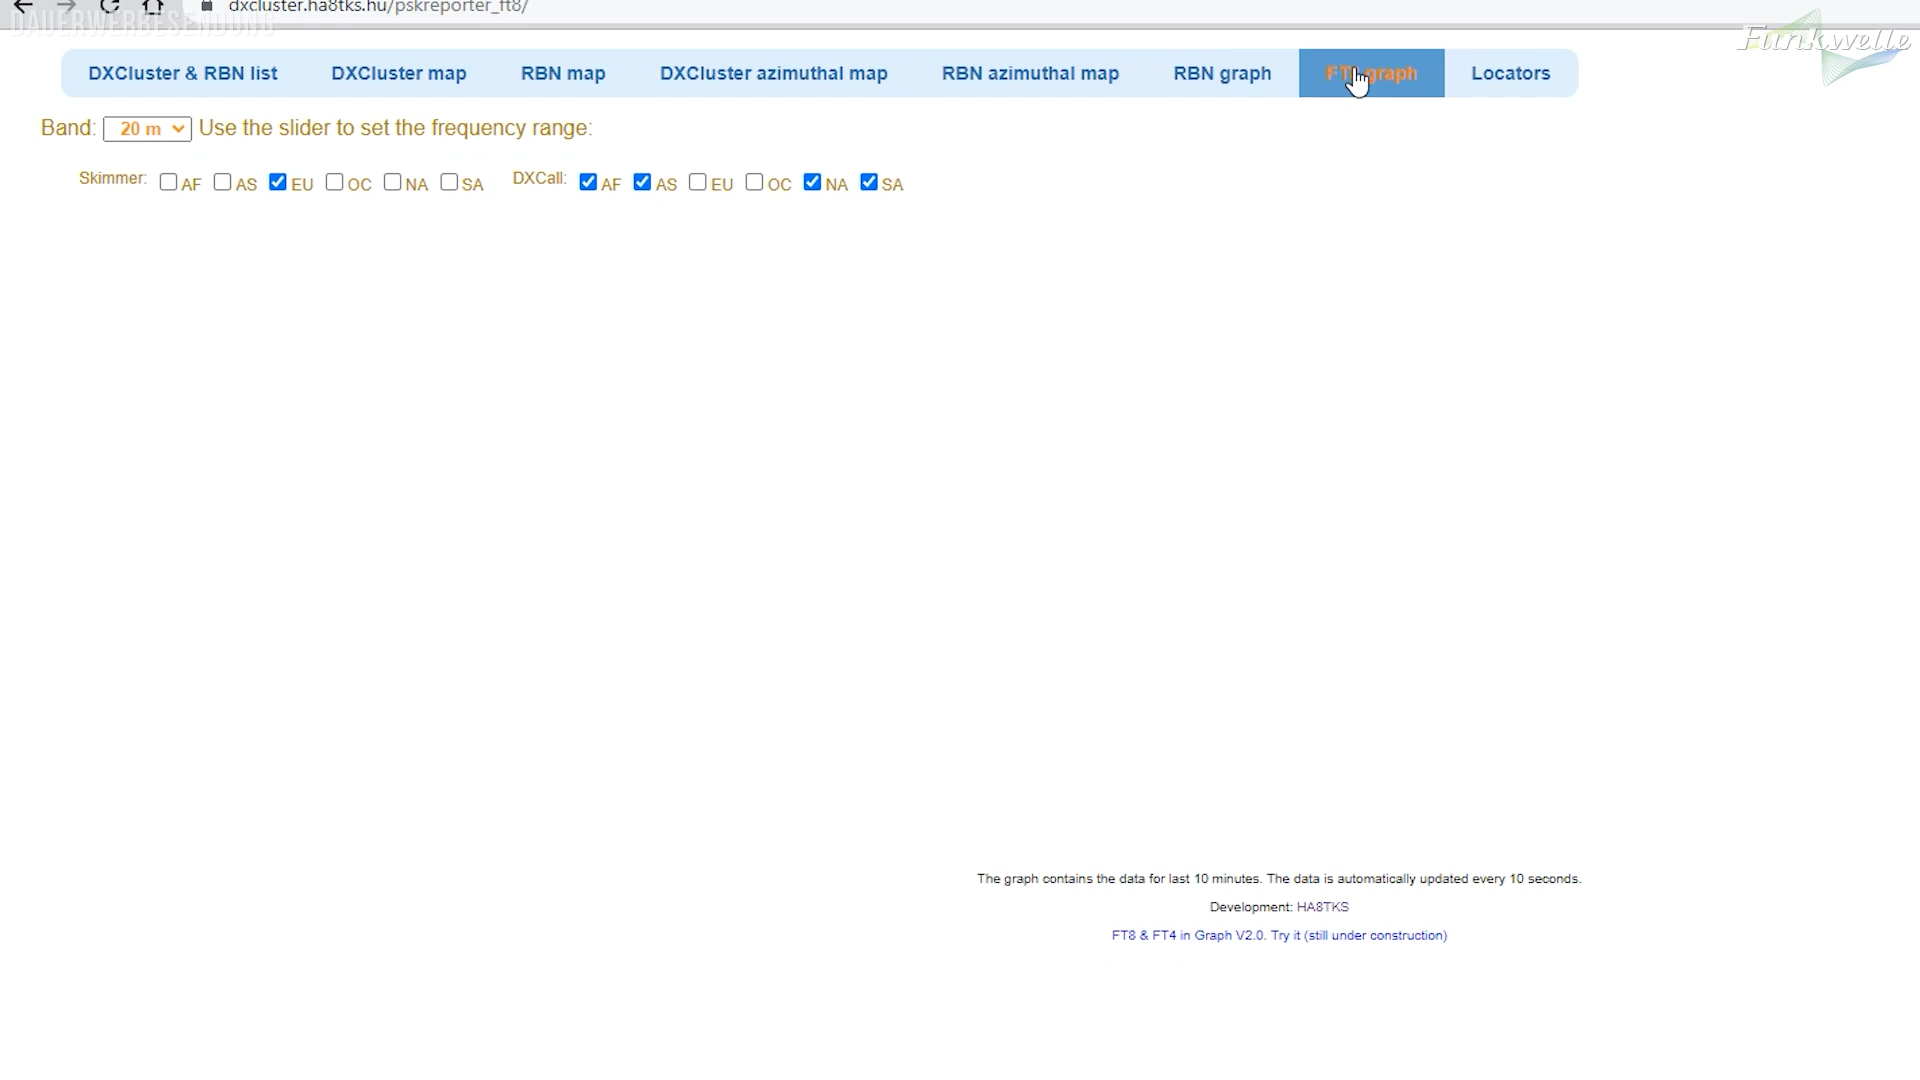 dxcluster.ha8tks.hu/pskreporter_ft8/
DAUERWERBESENDUNG
Funkwelle
DXCluster & RBN list DXCluster map RBN map DXCluster azimuthal map RBN azimuthal map RBN graph graph Locators
Band: 20 m Use the slider to set the frequency range:
Skimmer: AF AS EU OC NA SA DXCall: AF AS EU OC NA SA
The graph contains the data for last 10 minutes. The data is automatically updated every 10 seconds.
Development: HA8TKS
FT8 & FT4 in Graph V2.0. Try it (still under construction)